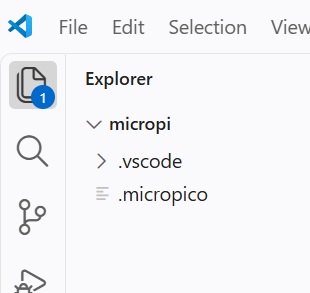 File Edit Selection View
1
Explorer
micropi
.vscode
.micropico